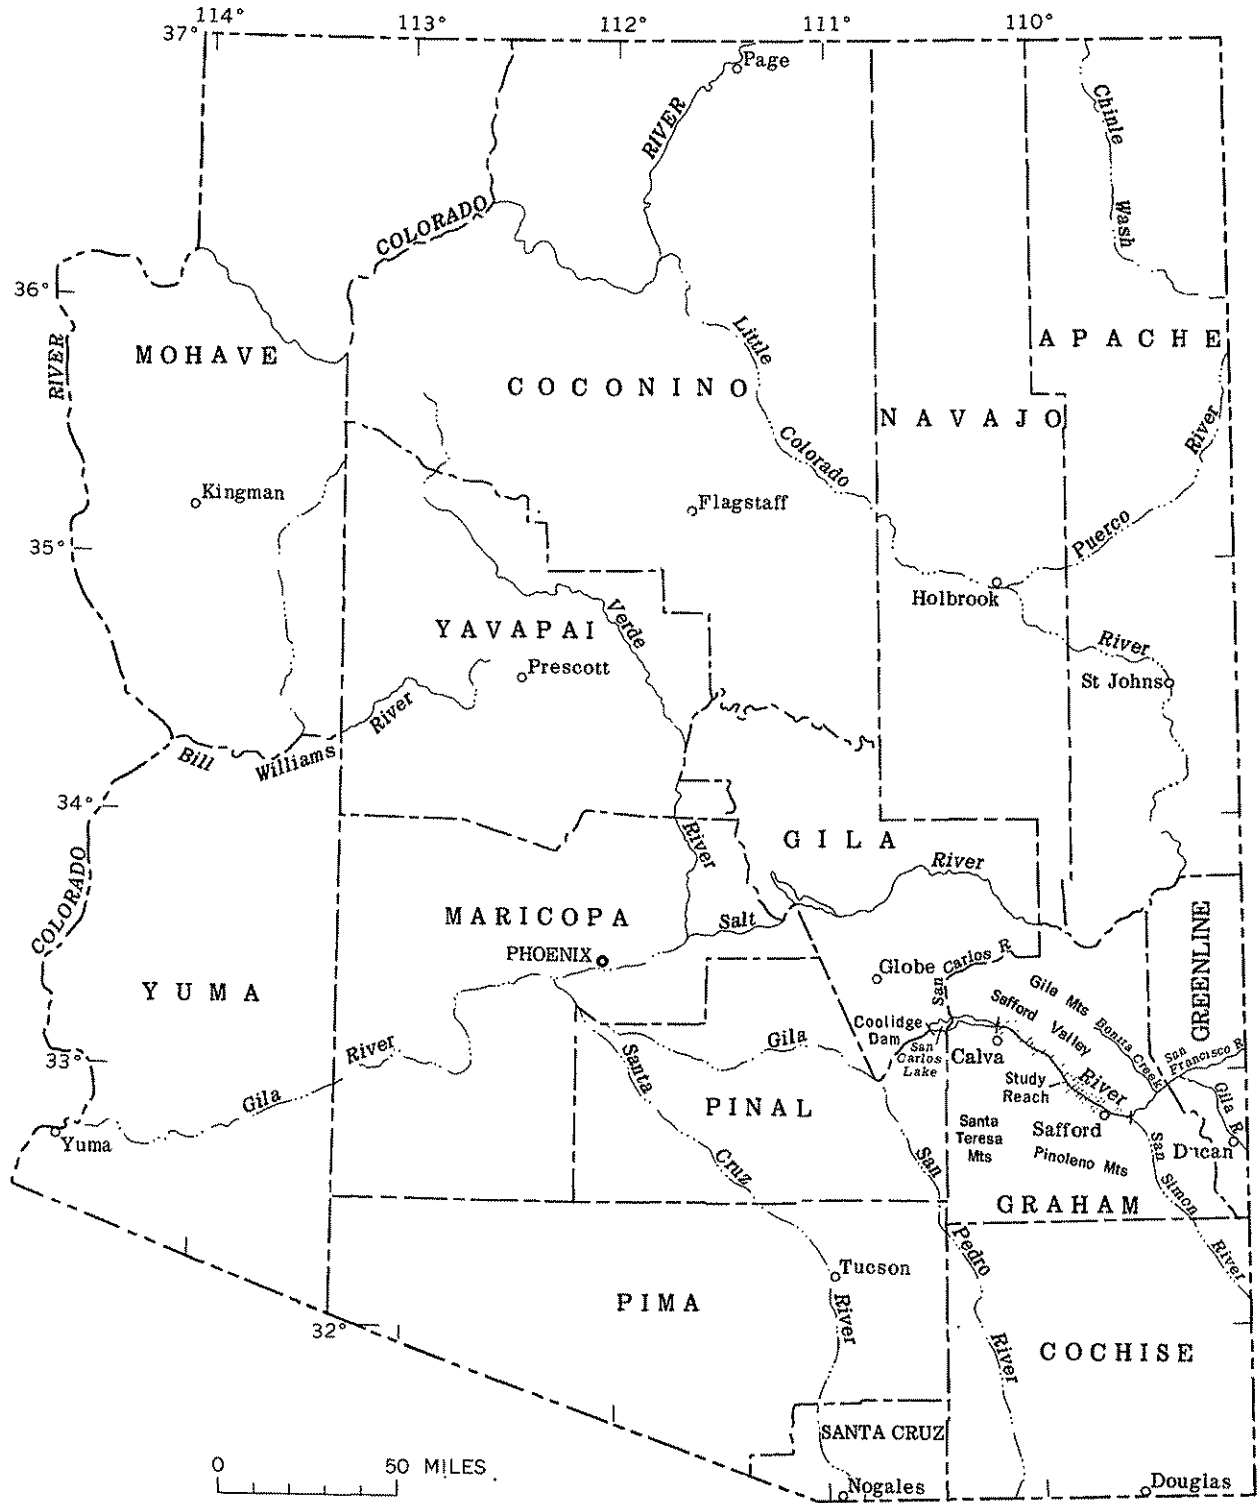 114°
113°
112°
111°
110°
37°
Page
RIVER
Chinle
Wash
COLORADO
36°
RIVER
MOHAVE
Little
APACHE
COCONINO
NAVAJO
Colorado
River
Kingman
Flagstaff
35°
Puerco
Holbrook
YAVAPAI
Verde
River
Prescott
St Johns
River
Bill
Williams
34°
River
GILA
River
COLORADO
MARICOPA
Salt
PHOENIX
GREENLINE
Globe
San
Carlos R
YUMA
Gila Mts
Safford Valley
Coolidge
Dam
San
Carlos
Lake
Calva
Bonita Creek
San
Francisco R
33°
River
Gila
Gila
Santa
Study
Reach
River
Gila R
PINAL
Yuma
Santa
Teresa
Mts
Safford
San
Duncan
Cruz
San
Pinoleno Mts
Simon
GRAHAM
River
Pedro
Tucson
PIMA
River
32°
River
COCHISE
SANTA CRUZ
0 50 MILES
Nogales
Douglas